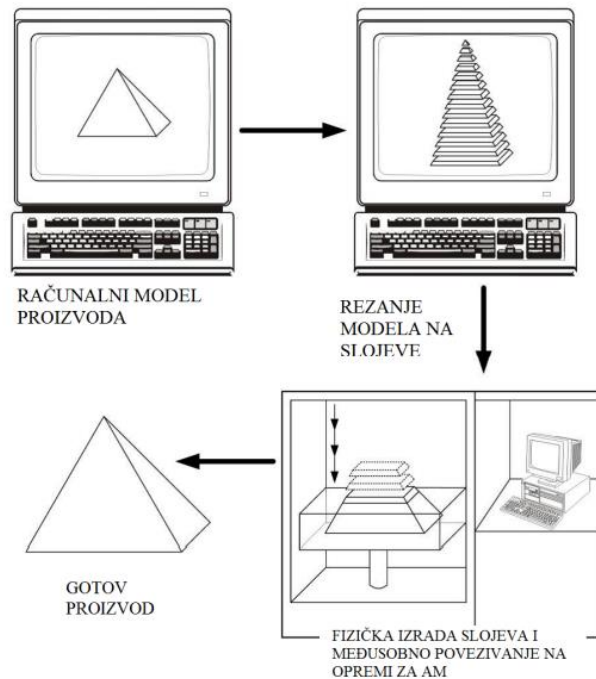 RAČUNALNI MODEL
PROIZVODA
REZANJE
MODELA NA
SLOJEVE
GOTOV
PROIZVOD
FIZIČKA IZRADA SLOJEVA I
MEĐUSOBNO POVEZIVANJE NA
OPREMI ZA AM